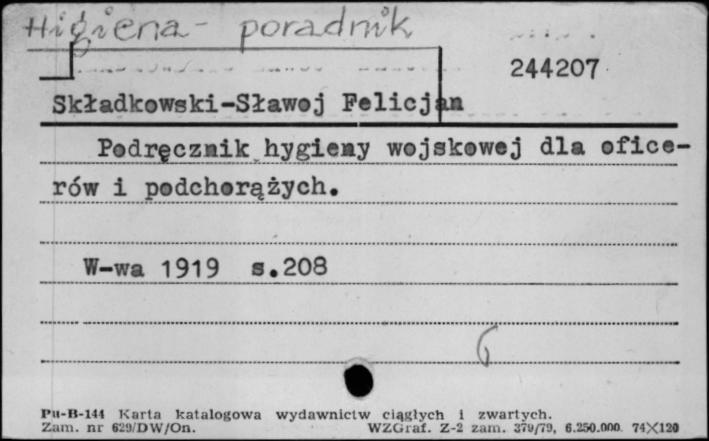 Higiena - poradnik
244207
Składkowski-Sławoj Felicjan
Podręcznik hygieny wojskowej dla ofice-
rów i podchorążych.
W-wa 1919 s.208
6
Pu-B-144 Karta katalogowa wydawnictw ciągłych i zwartych.
Zam. nr 629/DW/On. WZGraf. Z-2 zam. 379/79, 6.250.000. 74X120